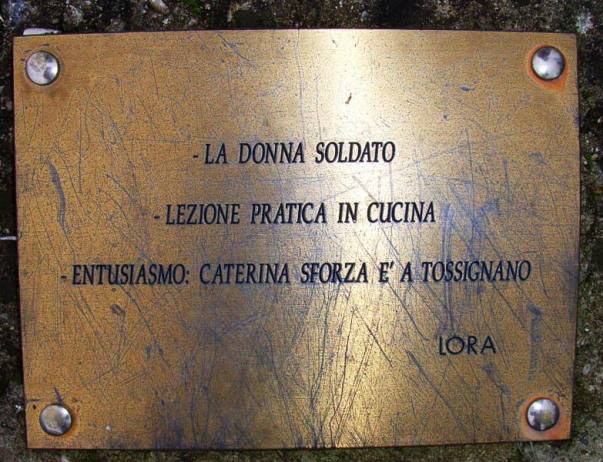 - LA DONNA SOLDATO
- LEZIONE PRATICA IN CUCINA
- ENTUSIASMO: CATERINA SFORZA E' A TOSSIGNANO
LORA